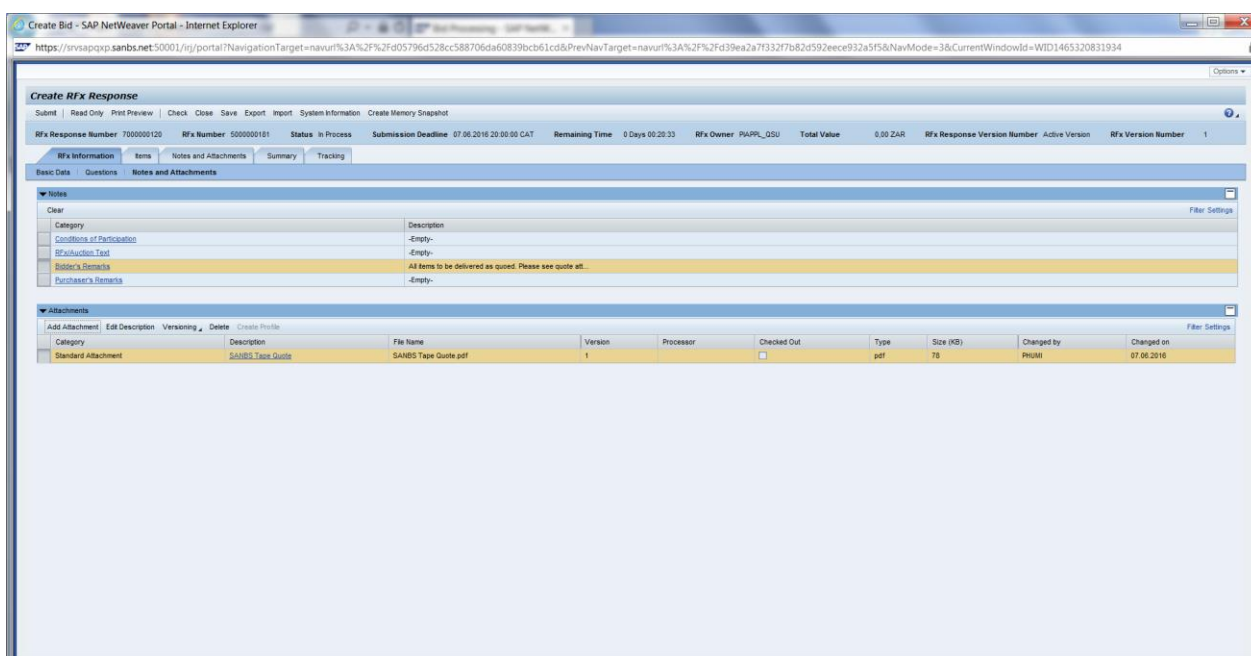 Create Bid - SAP NetWeaver Portal - Internet Explorer
https://srvsapqxp.sanbs.net:50001/irj/portal?NavigationTarget=navurl%3A%2F%2Fd05796d528cc588706da60839bcb61cd&PrevNavTarget=navurl%3A%2F%2Fd39ea2a7f332f7b82d592eece932a5f5&NavMode=3&CurrentWindowId=WID1465320831934
Options
Create RFx Response
Submit | Read Only Print Preview | Check Close Save Export Import System Information Create Memory Snapshot
RFx Response Number 7000000120 RFx Number 5000000181 Status In Process Submission Deadline 07.06.2016 20:00:00 CAT Remaining Time 0 Days 00:20:33 RFx Owner PIAPPL_QSU Total Value 0,00 ZAR RFx Response Version Number Active Version RFx Version Number 1
RFx Information Items Notes and Attachments Summary Tracking
Basic Data | Questions | Notes and Attachments
Notes
Clear Filter Settings
Category Description
Conditions of Participation -Empty-
RFx/Auction Text -Empty-
Bidder's Remarks All items to be delivered as quoed. Please see quote att...
Purchaser's Remarks -Empty-
Attachments
Add Attachment Edit Description Versioning Delete Create Profile Filter Settings
Category Description File Name Version Processor Checked Out Type Size (KB) Changed by Changed on
Standard Attachment SANBS Tape Quote SANBS Tape Quote.pdf 1 pdf 78 PHUMI 07.06.2016